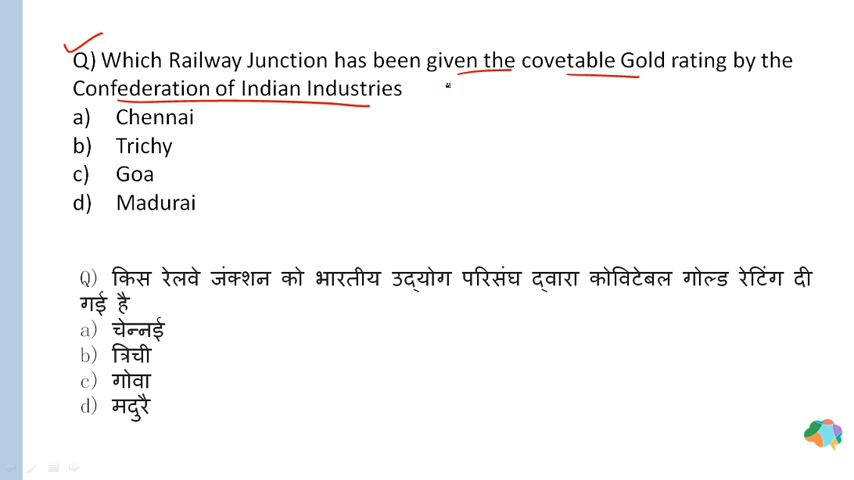 Q) Which Railway Junction has been given the covetable Gold rating by the
Confederation of Indian Industries
a) Chennai
b) Trichy
c) Goa
d) Madurai
Q) किस रेलवे जंक्शन को भारतीय उद्योग परिसंघ द्वारा कोविटेबल गोल्ड रेटिंग दी
गई है
a) चेन्नई
b) त्रिची
c) गोवा
d) मदुरै